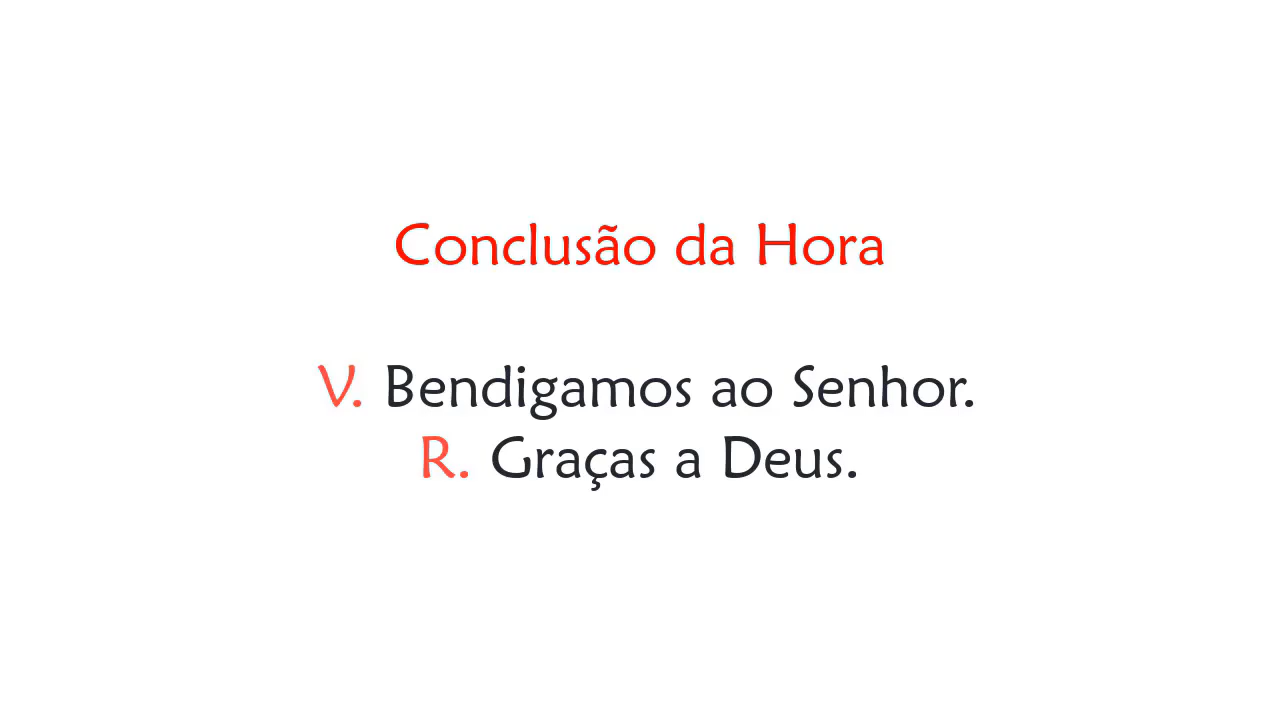 Conclusão da Hora
V. Bendigamos ao Senhor.
R. Graças a Deus.